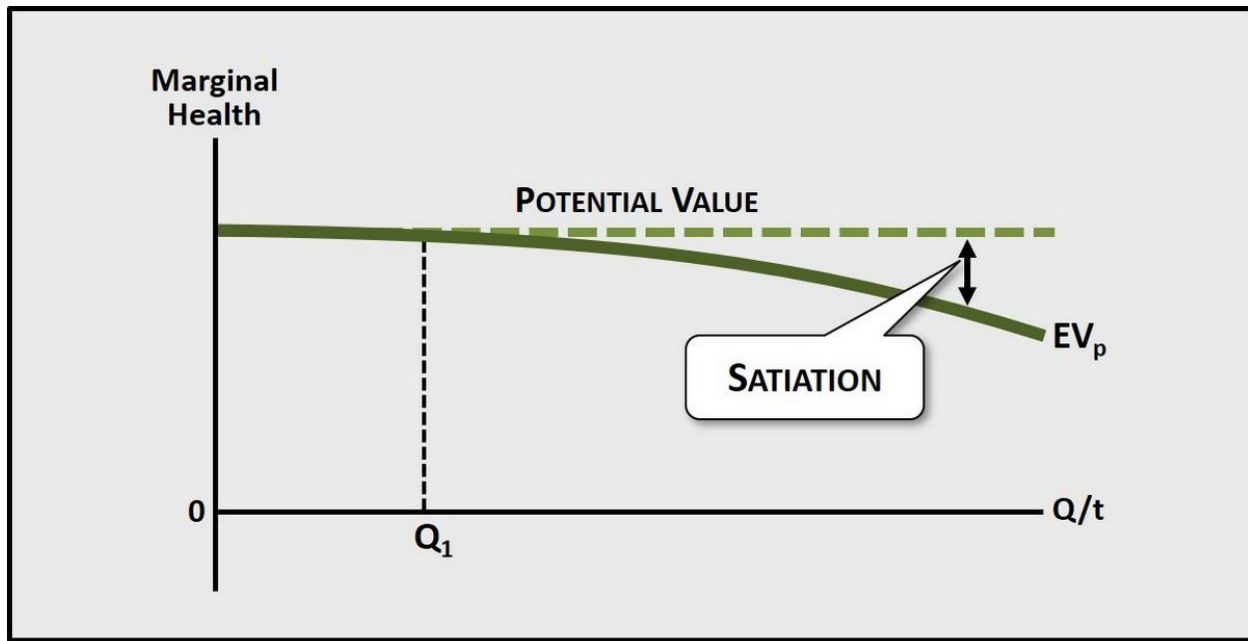 Marginal
Health
POTENTIAL VALUE
EVₚ
SATIATION
0
Q/t
Q₁